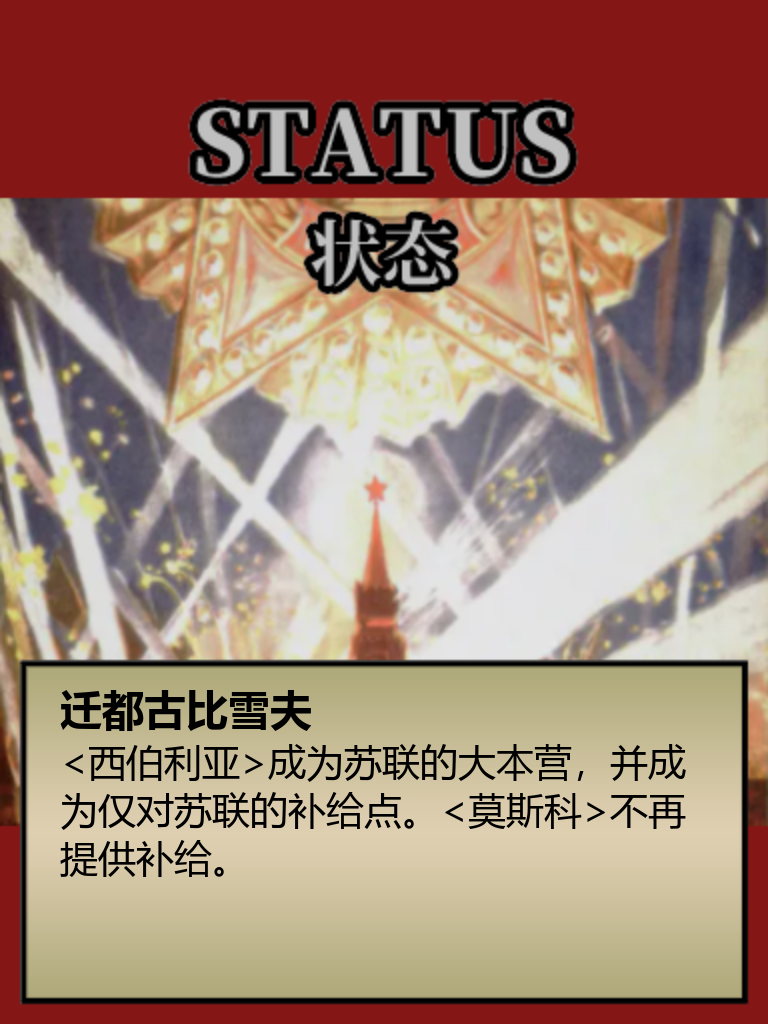 STATUS
状态
迁都古比雪夫
<西伯利亚>成为苏联的大本营，并成
为仅对苏联的补给点。<莫斯科>不再
提供补给。